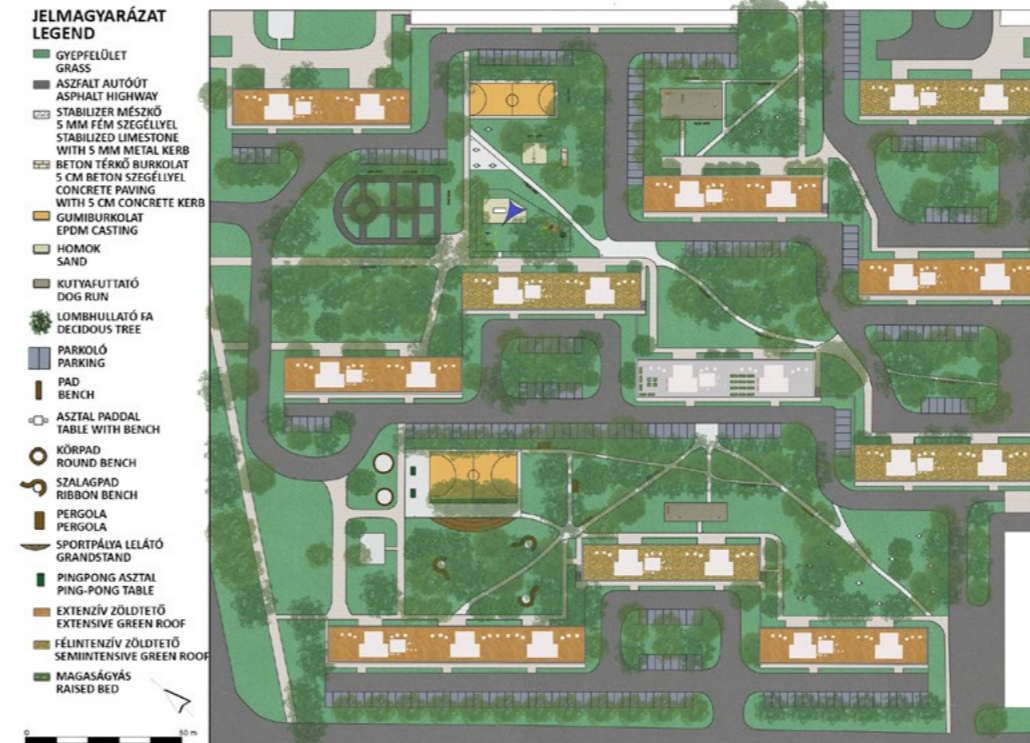 JELMAGYARÁZAT
LEGEND
GYEPFELÜLET
GRASS
ASZFALT AUTÓÚT
ASPHALT HIGHWAY
STABILIZER MÉSZKŐ
5 MM FÉM SZEGÉLLYEL
STABILIZED LIMESTONE
WITH 5 MM METAL KERB
BETON TÉRKŐ BURKOLAT
5 CM BETON SZEGÉLLYEL
CONCRETE PAVING
WITH 5 CM CONCRETE KERB
GUMIBURKOLAT
EPDM CASTING
HOMOK
SAND
KUTYAFUTTATÓ
DOG RUN
LOMBHULLATÓ FA
DECIDOUS TREE
PARKOLÓ
PARKING
PAD
BENCH
ASZTAL PADDAL
TABLE WITH BENCH
KÖRPAD
ROUND BENCH
SZALAGPAD
RIBBON BENCH
PERGOLA
PERGOLA
SPORTPÁLYA LELÁTÓ
GRANDSTAND
PINGPONG ASZTAL
PING-PONG TABLE
EXTENZÍV ZÖLDTETŐ
EXTENSIVE GREEN ROOF
FÉLINTENZÍV ZÖLDTETŐ
SEMIINTENSIVE GREEN ROOF
MAGASÁGYÁS
RAISED BED
0 50 m